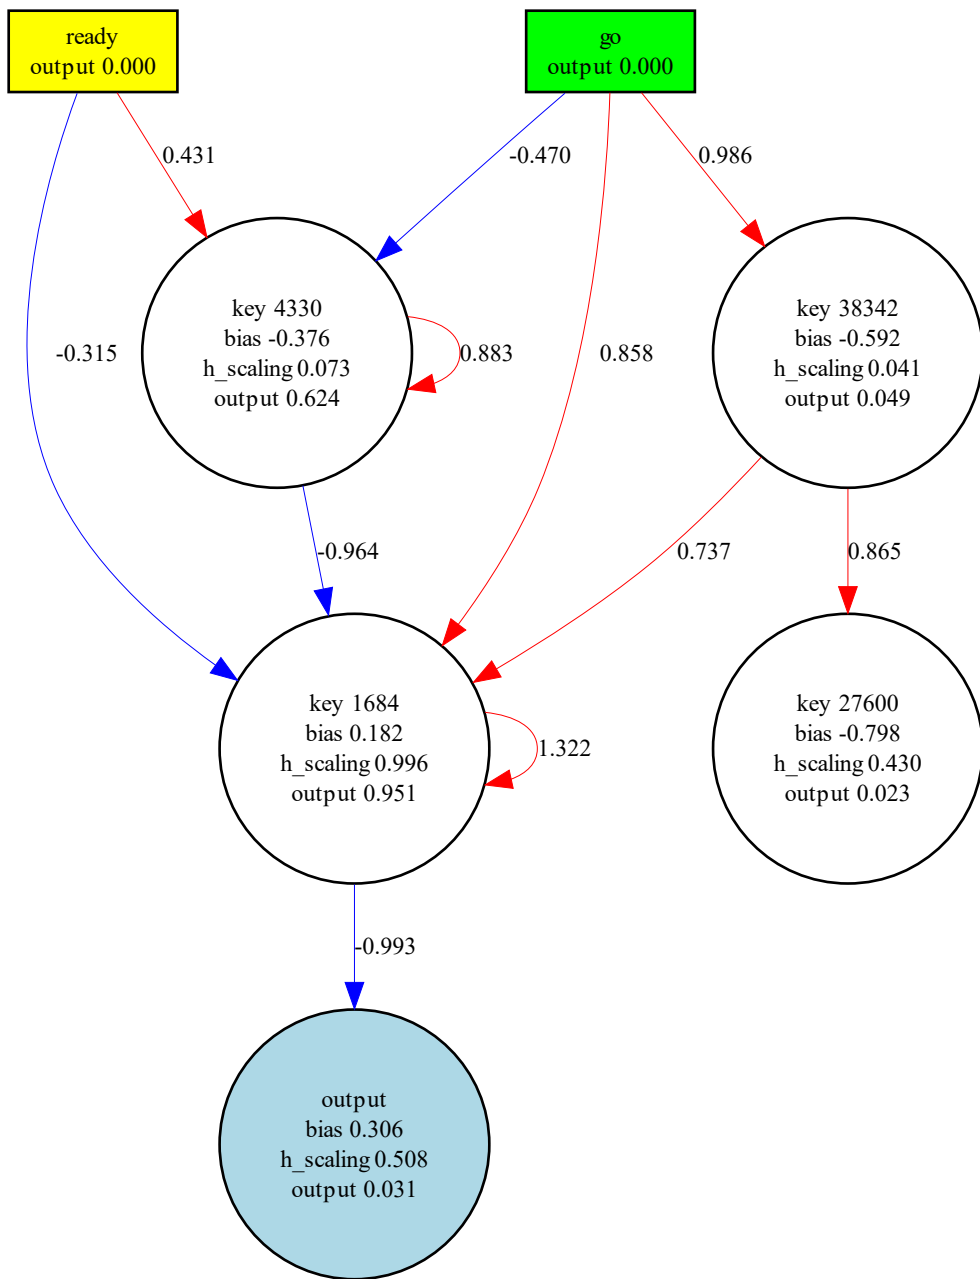 ready
output 0.000
go
output 0.000
0.431
-0.470
0.986
key 4330
bias -0.376
h_scaling 0.073
output 0.624
key 38342
bias -0.592
h_scaling 0.041
output 0.049
-0.315
0.883
0.858
-0.964
0.737
0.865
key 1684
bias 0.182
h_scaling 0.996
output 0.951
1.322
key 27600
bias -0.798
h_scaling 0.430
output 0.023
-0.993
output
bias 0.306
h_scaling 0.508
output 0.031